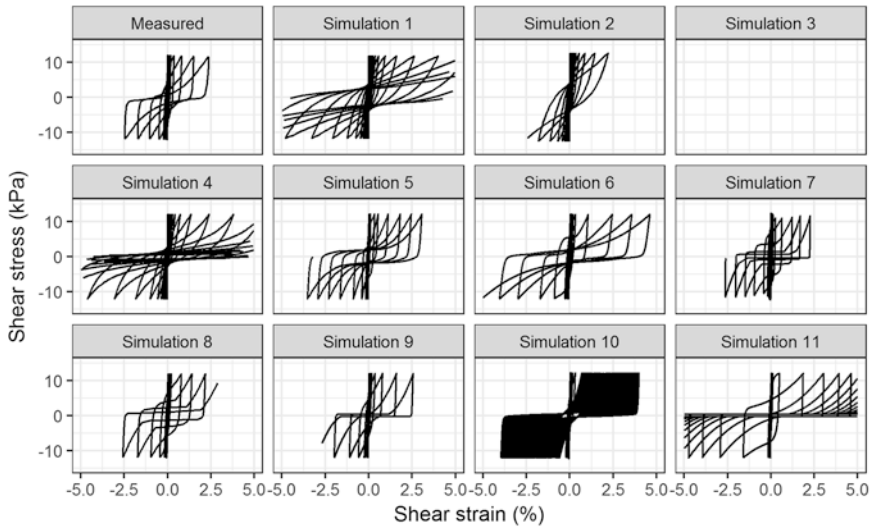 Measured Simulation 1 Simulation 2 Simulation 3
10
0
-10
Simulation 4 Simulation 5 Simulation 6 Simulation 7
10
0
-10
Simulation 8 Simulation 9 Simulation 10 Simulation 11
10
0
-10
-5.0 -2.5 0.0 2.5 5.0 -5.0 -2.5 0.0 2.5 5.0 -5.0 -2.5 0.0 2.5 5.0 -5.0 -2.5 0.0 2.5 5.0
Shear strain (%)
Shear stress (kPa)